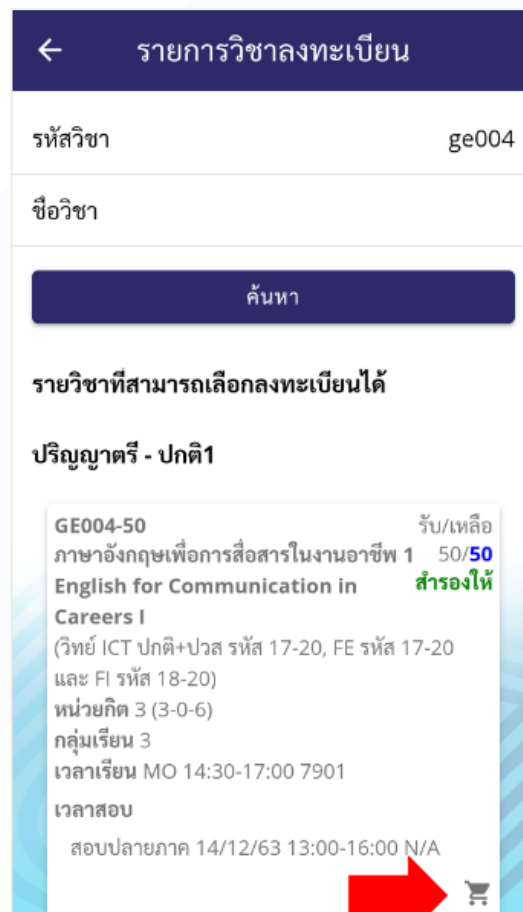 รายการวิชาลงทะเบียน
รหัสวิชา ge004
ชื่อวิชา
ค้นหา
รายวิชาที่สามารถเลือกลงทะเบียนได้
ปริญญาตรี - ปกติ1
GE004-50 รับ/เหลือ
ภาษาอังกฤษเพื่อการสื่อสารในงานอาชีพ 1 50/50
English for Communication in สำรองให้
Careers I
(วิทย์ ICT ปกติ+ปวส รหัส 17-20, FE รหัส 17-20
และ FI รหัส 18-20)
หน่วยกิต 3 (3-0-6)
กลุ่มเรียน 3
เวลาเรียน MO 14:30-17:00 7901
เวลาสอบ
สอบปลายภาค 14/12/63 13:00-16:00 N/A